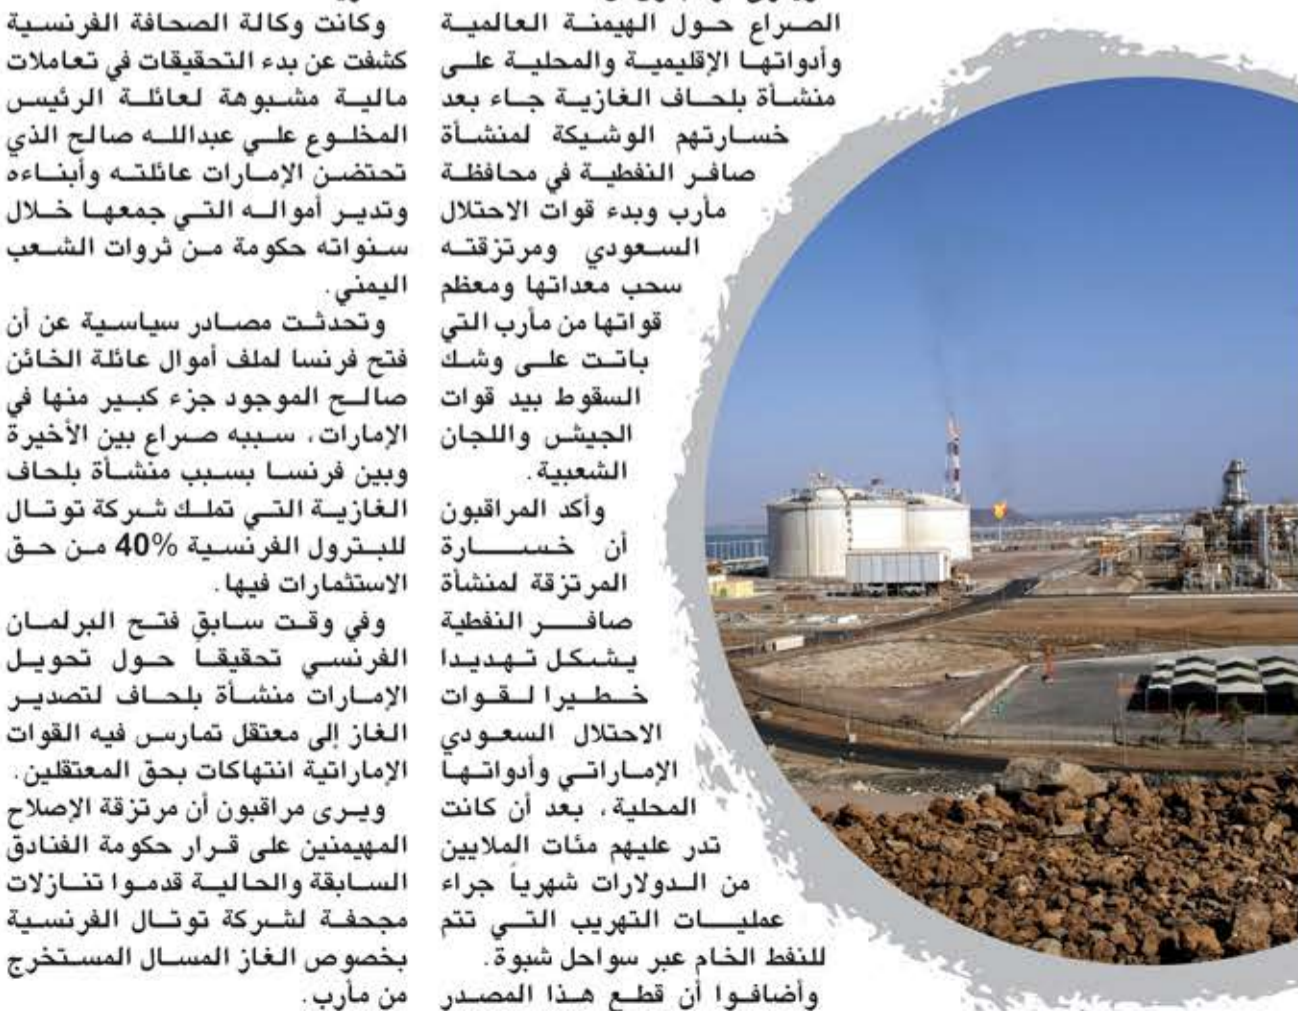 الصراع حول الهيمنة العالمية
وأدواتها الإقليمية والمحلية على
منشأة بلحاف الغازية جاء بعد
خسارتهم الوشيكة لمنشأة
صافر النفطية في محافظة
مأرب وبدء قوات الاحتلال
السعودي ومرتزقته
سحب معداتها ومعظم
قواتها من مأرب التي
باتت على وشك
السقوط بيد قوات
الجيش واللجان
الشعبية.
وأكد المراقبون
أن خسارة
المرتزقة لمنشأة
صافر النفطية
يشكل تهديدا
خطيرا لقوات
الاحتلال السعودي
الإماراتي وأدواتها
المحلية، بعد أن كانت
تدر عليهم مئات الملايين
من الدولارات شهرياً جراء
عمليات التهريب التي تتم
للنفط الخام عبر سواحل شبوة.
وأضافوا أن قطع هذا المصدر
وكانت وكالة الصحافة الفرنسية
كشفت عن بدء التحقيقات في تعاملات
مالية مشبوهة لعائلة الرئيس
المخلوع علي عبدالله صالح الذي
تحتضن الإمارات عائلته وأبناءه
وتدير أمواله التي جمعها خلال
سنواته حكومة من ثروات الشعب
اليمني.
وتحدثت مصادر سياسية عن أن
فتح فرنسا لملف أموال عائلة الخائن
صالح الموجود جزء كبير منها في
الإمارات، سببه صراع بين الأخيرة
وبين فرنسا بسبب منشأة بلحاف
الغازية التي تملك شركة توتال
للبترول الفرنسية 40% من حق
الاستثمارات فيها.
وفي وقت سابق فتح البرلمان
الفرنسي تحقيقاً حول تحويل
الإمارات منشأة بلحاف لتصدير
الغاز إلى معتقل تمارس فيه القوات
الإماراتية انتهاكات بحق المعتقلين.
ويرى مراقبون أن مرتزقة الإصلاح
المهيمنين على قرار حكومة الفنادق
السابقة والحالية قدموا تنازلات
مجحفة لشركة توتال الفرنسية
بخصوص الغاز المسال المستخرج
من مأرب.